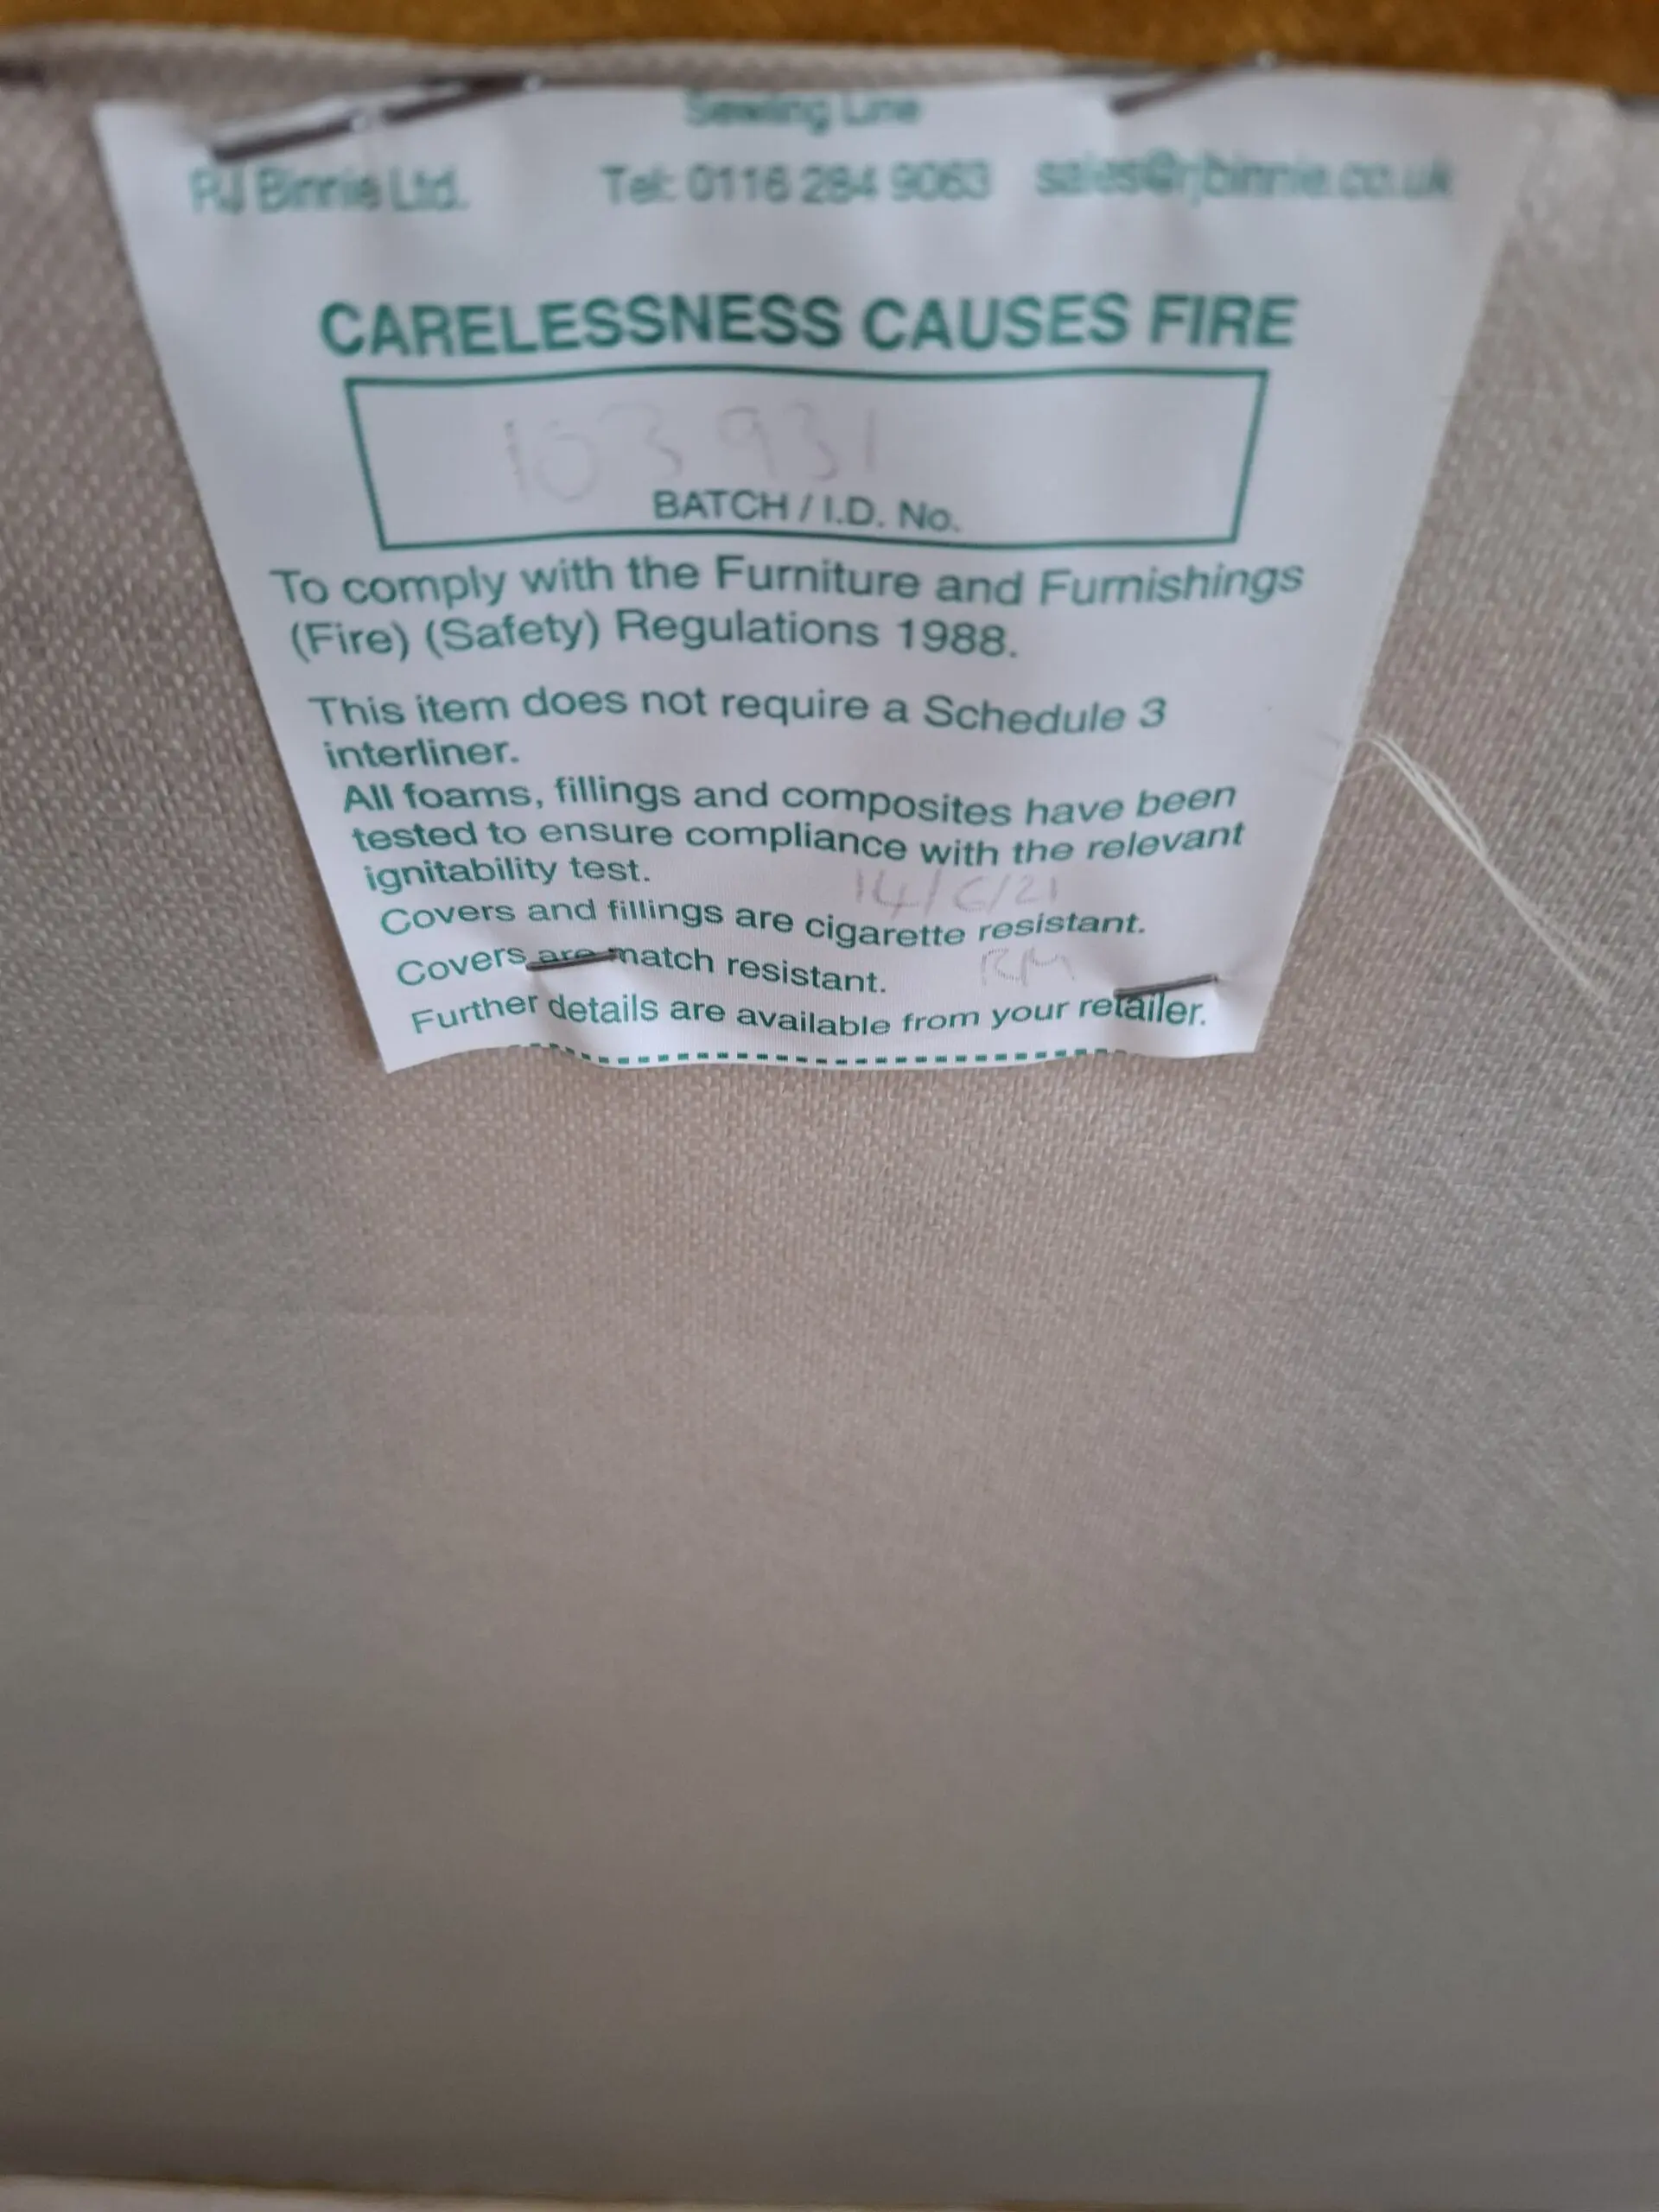 Sewing Line
RJ Binnie Ltd. Tel: 0116 284 9063 sales@rjbinnie.co.uk
CARELESSNESS CAUSES FIRE
103931
BATCH / I.D. No.
To comply with the Furniture and Furnishings
(Fire) (Safety) Regulations 1988.
This item does not require a Schedule 3
interliner.
All foams, fillings and composites have been
tested to ensure compliance with the relevant
ignitability test.
14/6/21
Covers and fillings are cigarette resistant.
Covers are match resistant. RM
Further details are available from your retailer.